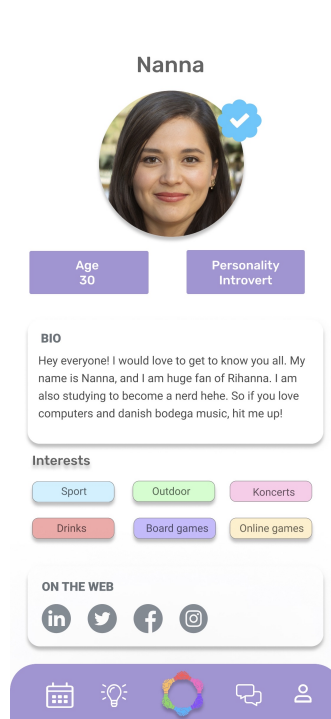 Nanna
Age
30
Personality
Introvert
BIO
Hey everyone! I would love to get to know you all. My
name is Nanna, and I am huge fan of Rihanna. I am
also studying to become a nerd hehe. So if you love
computers and danish bodega music, hit me up!
Interests
Sport
Outdoor
Koncerts
Drinks
Board games
Online games
ON THE WEB
in
f